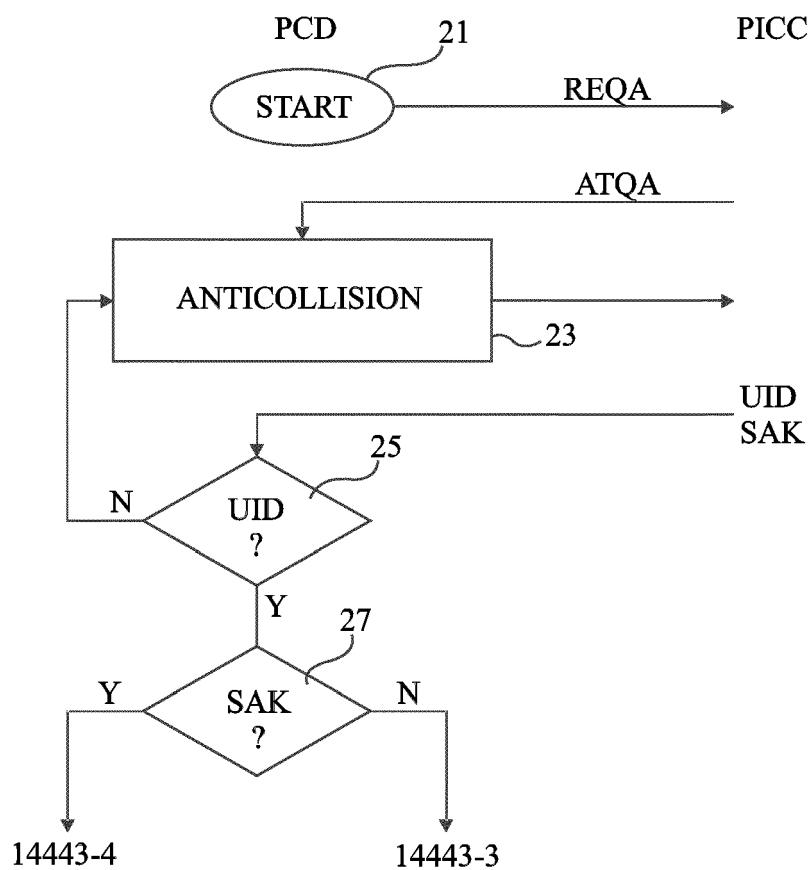 PCD
21
PICC
START
REQA
ATQA
ANTICOLLISION
23
UID
SAK
25
N
UID
?
Y
27
Y
SAK
?
N
14443-4
14443-3